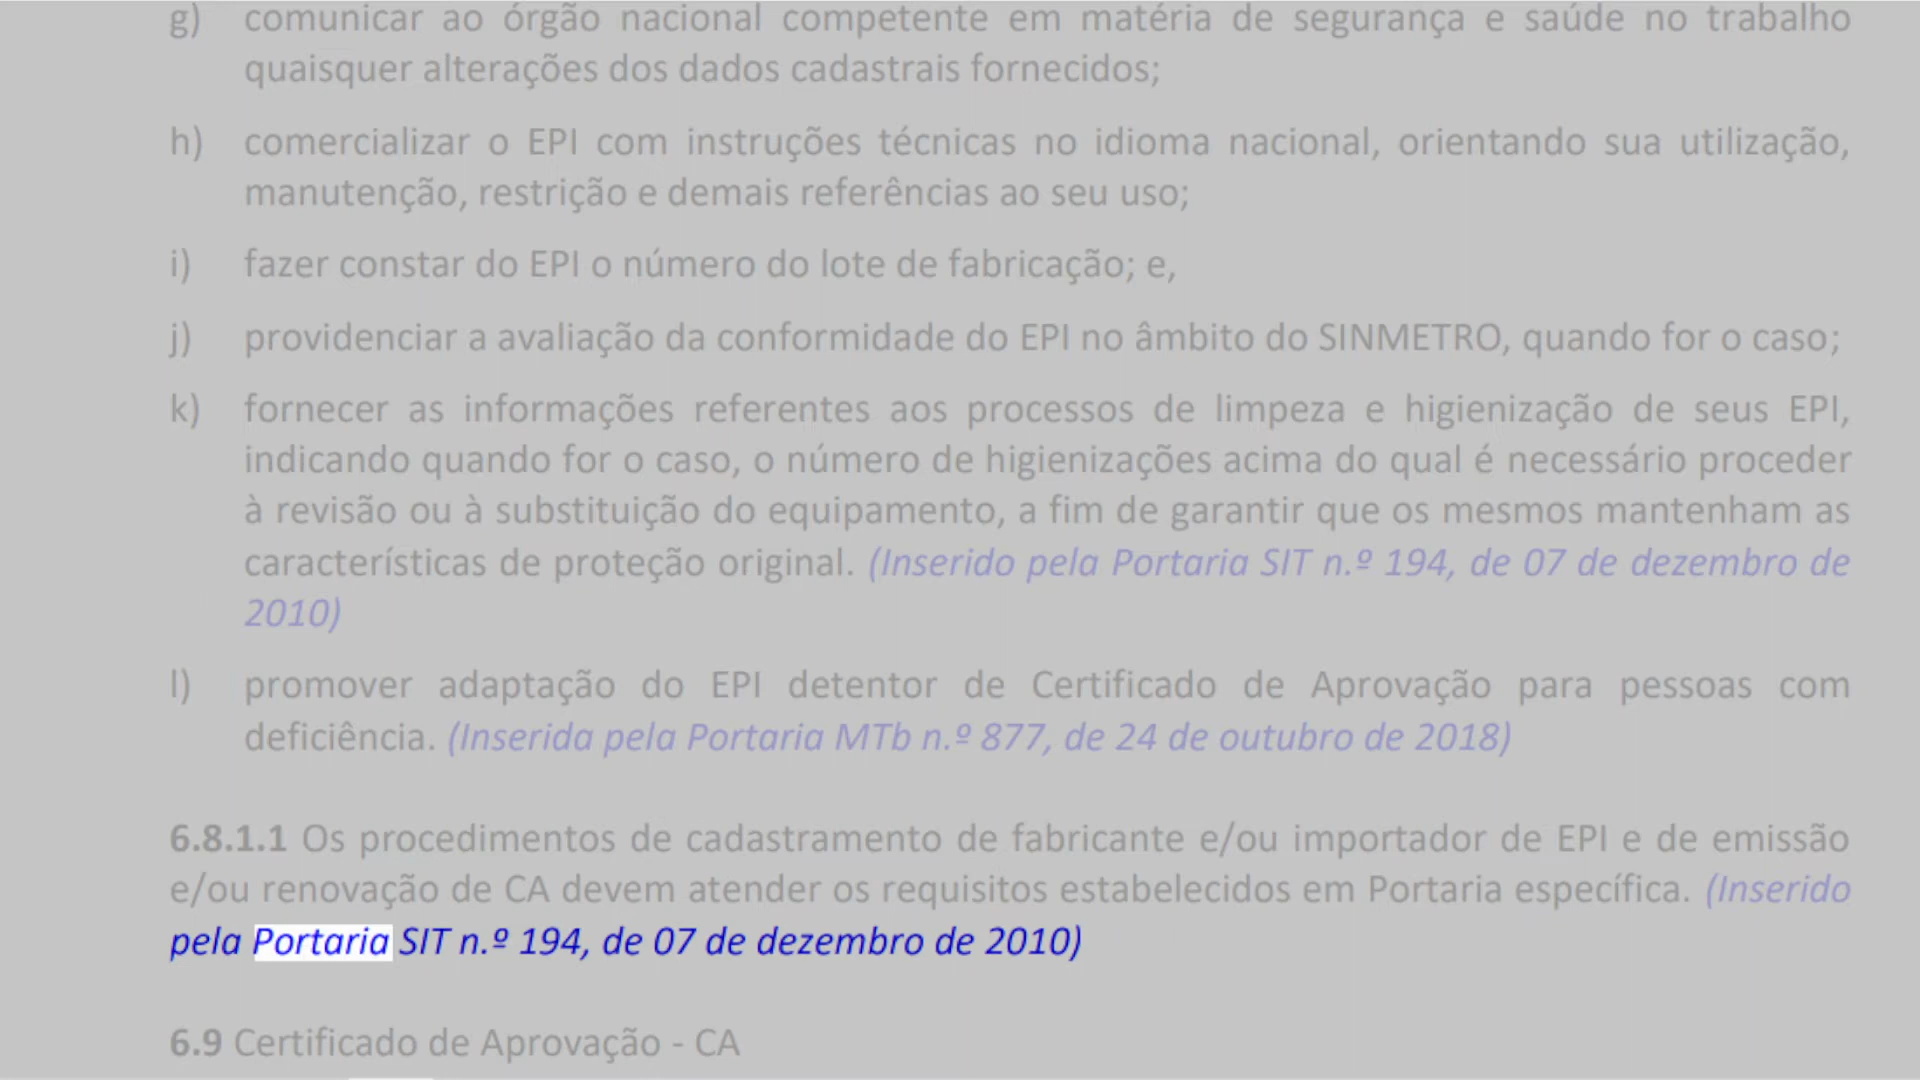 g) comunicar ao órgão nacional competente em matéria de segurança e saúde no trabalho
quaisquer alterações dos dados cadastrais fornecidos;
h) comercializar o EPI com instruções técnicas no idioma nacional, orientando sua utilização,
manutenção, restrição e demais referências ao seu uso;
i) fazer constar do EPI o número do lote de fabricação; e,
j) providenciar a avaliação da conformidade do EPI no âmbito do SINMETRO, quando for o caso;
k) fornecer as informações referentes aos processos de limpeza e higienização de seus EPI,
indicando quando for o caso, o número de higienizações acima do qual é necessário proceder
à revisão ou à substituição do equipamento, a fim de garantir que os mesmos mantenham as
características de proteção original. (Inserido pela Portaria SIT n.º 194, de 07 de dezembro de
2010)
l) promover adaptação do EPI detentor de Certificado de Aprovação para pessoas com
deficiência. (Inserida pela Portaria MTb n.º 877, de 24 de outubro de 2018)
6.8.1.1 Os procedimentos de cadastramento de fabricante e/ou importador de EPI e de emissão
e/ou renovação de CA devem atender os requisitos estabelecidos em Portaria específica. (Inserido
pela Portaria SIT n.º 194, de 07 de dezembro de 2010)
6.9 Certificado de Aprovação - CA